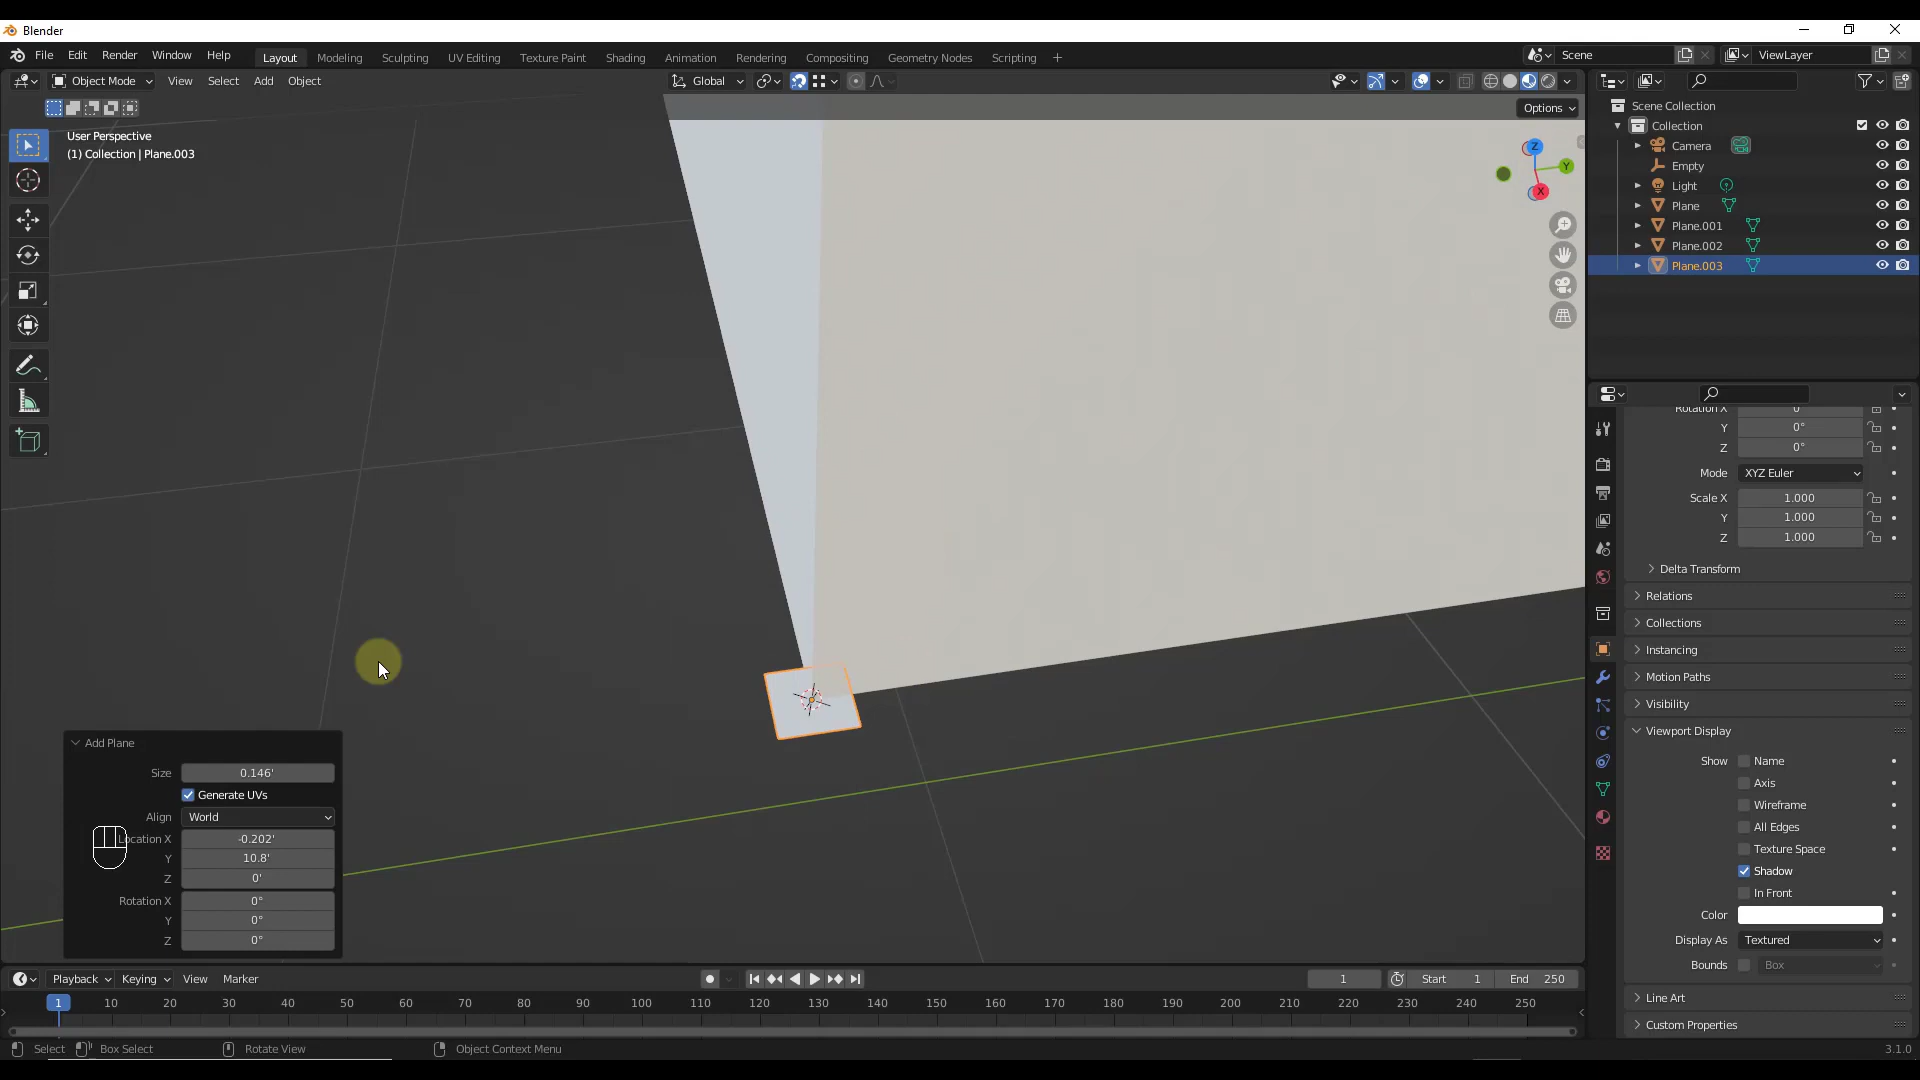 Blender
File Edit Render Window Help Layout Modeling Sculpting UV Editing Texture Paint Shading Animation Rendering Compositing Geometry Nodes Scripting + Scene ViewLayer
Object Mode View Select Add Object Global
Options
User Perspective
(1) Collection | Plane.003
Z
Y
X
Scene Collection
Collection
Camera
Empty
Light
Plane
Plane.001
Plane.002
Plane.003
Rotation X 0°
Y 0°
Z 0°
Mode XYZ Euler
Scale X 1.000
Y 1.000
Z 1.000
Delta Transform
Relations
Collections
Instancing
Motion Paths
Visibility
Viewport Display
Show Name
Axis
Wireframe
All Edges
Texture Space
Shadow
In Front
Color
Display As Textured
Bounds Box
Line Art
Custom Properties
Add Plane
Size 0.146'
Generate UVs
Align World
Location X -0.202'
Y 10.8'
Z 0'
Rotation X 0°
Y 0°
Z 0°
Playback Keying View Marker 1 Start 1 End 250
1 10 20 30 40 50 60 70 80 90 100 110 120 130 140 150 160 170 180 190 200 210 220 230 240 250
Select Box Select Rotate View Object Context Menu 3.1.0